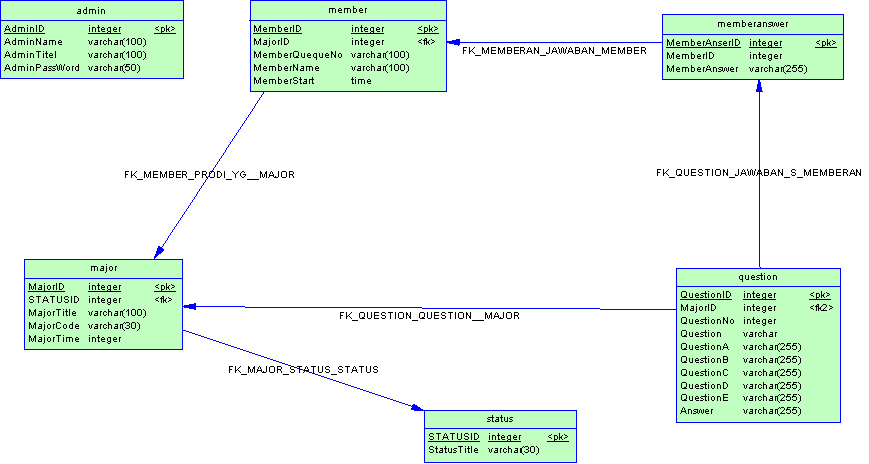 admin
AdminID integer <pk>
AdminName varchar(100)
AdminTitel varchar(100)
AdminPassWord varchar(50)
member
MemberID integer <pk>
MajorID integer <fk>
MemberQuequeNo varchar(100)
MemberName varchar(100)
MemberStart time
memberanswer
MemberAnserID integer <pk>
MemberID integer
MemberAnswer varchar(255)
FK_MEMBERAN_JAWABAN_MEMBER
FK_MEMBER_PRODI_YG__MAJOR
FK_QUESTION_JAWABAN_S_MEMBERAN
major
MajorID integer <pk>
STATUSID integer <fk>
MajorTitle varchar(100)
MajorCode varchar(30)
MajorTime integer
question
QuestionID integer <pk>
MajorID integer <fk2>
QuestionNo integer
Question varchar
QuestionA varchar(255)
QuestionB varchar(255)
QuestionC varchar(255)
QuestionD varchar(255)
QuestionE varchar(255)
Answer varchar(255)
FK_QUESTION_QUESTION__MAJOR
FK_MAJOR_STATUS_STATUS
status
STATUSID integer <pk>
StatusTitle varchar(30)